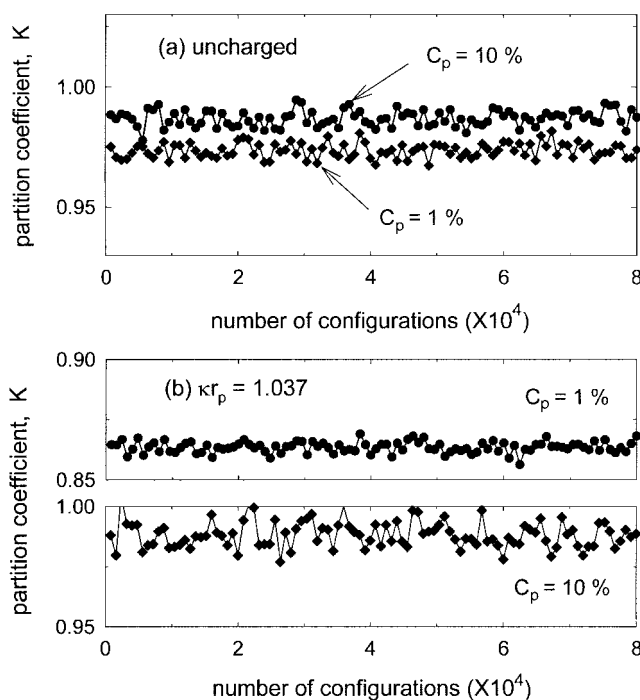 (a) uncharged
C_p = 10 %
1.00
0.95
partition coefficient, K
C_p = 1 %
0 2 4 6 8
number of configurations (X10^4)
0.90
(b) κr_p = 1.037
C_p = 1 %
0.85
1.00
partition coefficient, K
C_p = 10 %
0.95
0 2 4 6 8
number of configurations (X10^4)